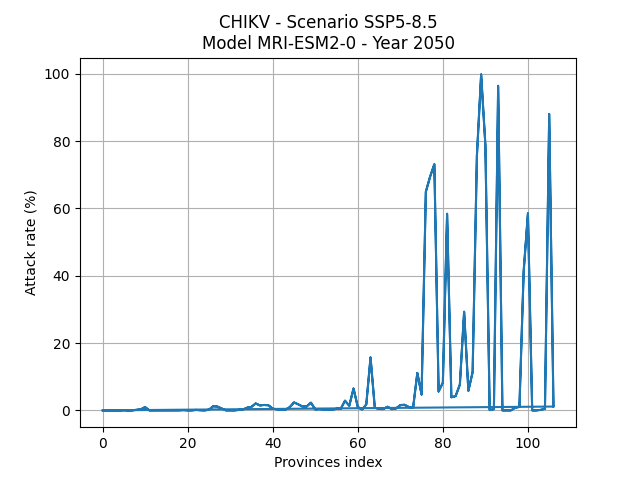 CHIKV - Scenario SSP5-8.5
Model MRI-ESM2-0 - Year 2050
100
80
60
40
20
0
Attack rate (%)
0 20 40 60 80 100
Provinces index